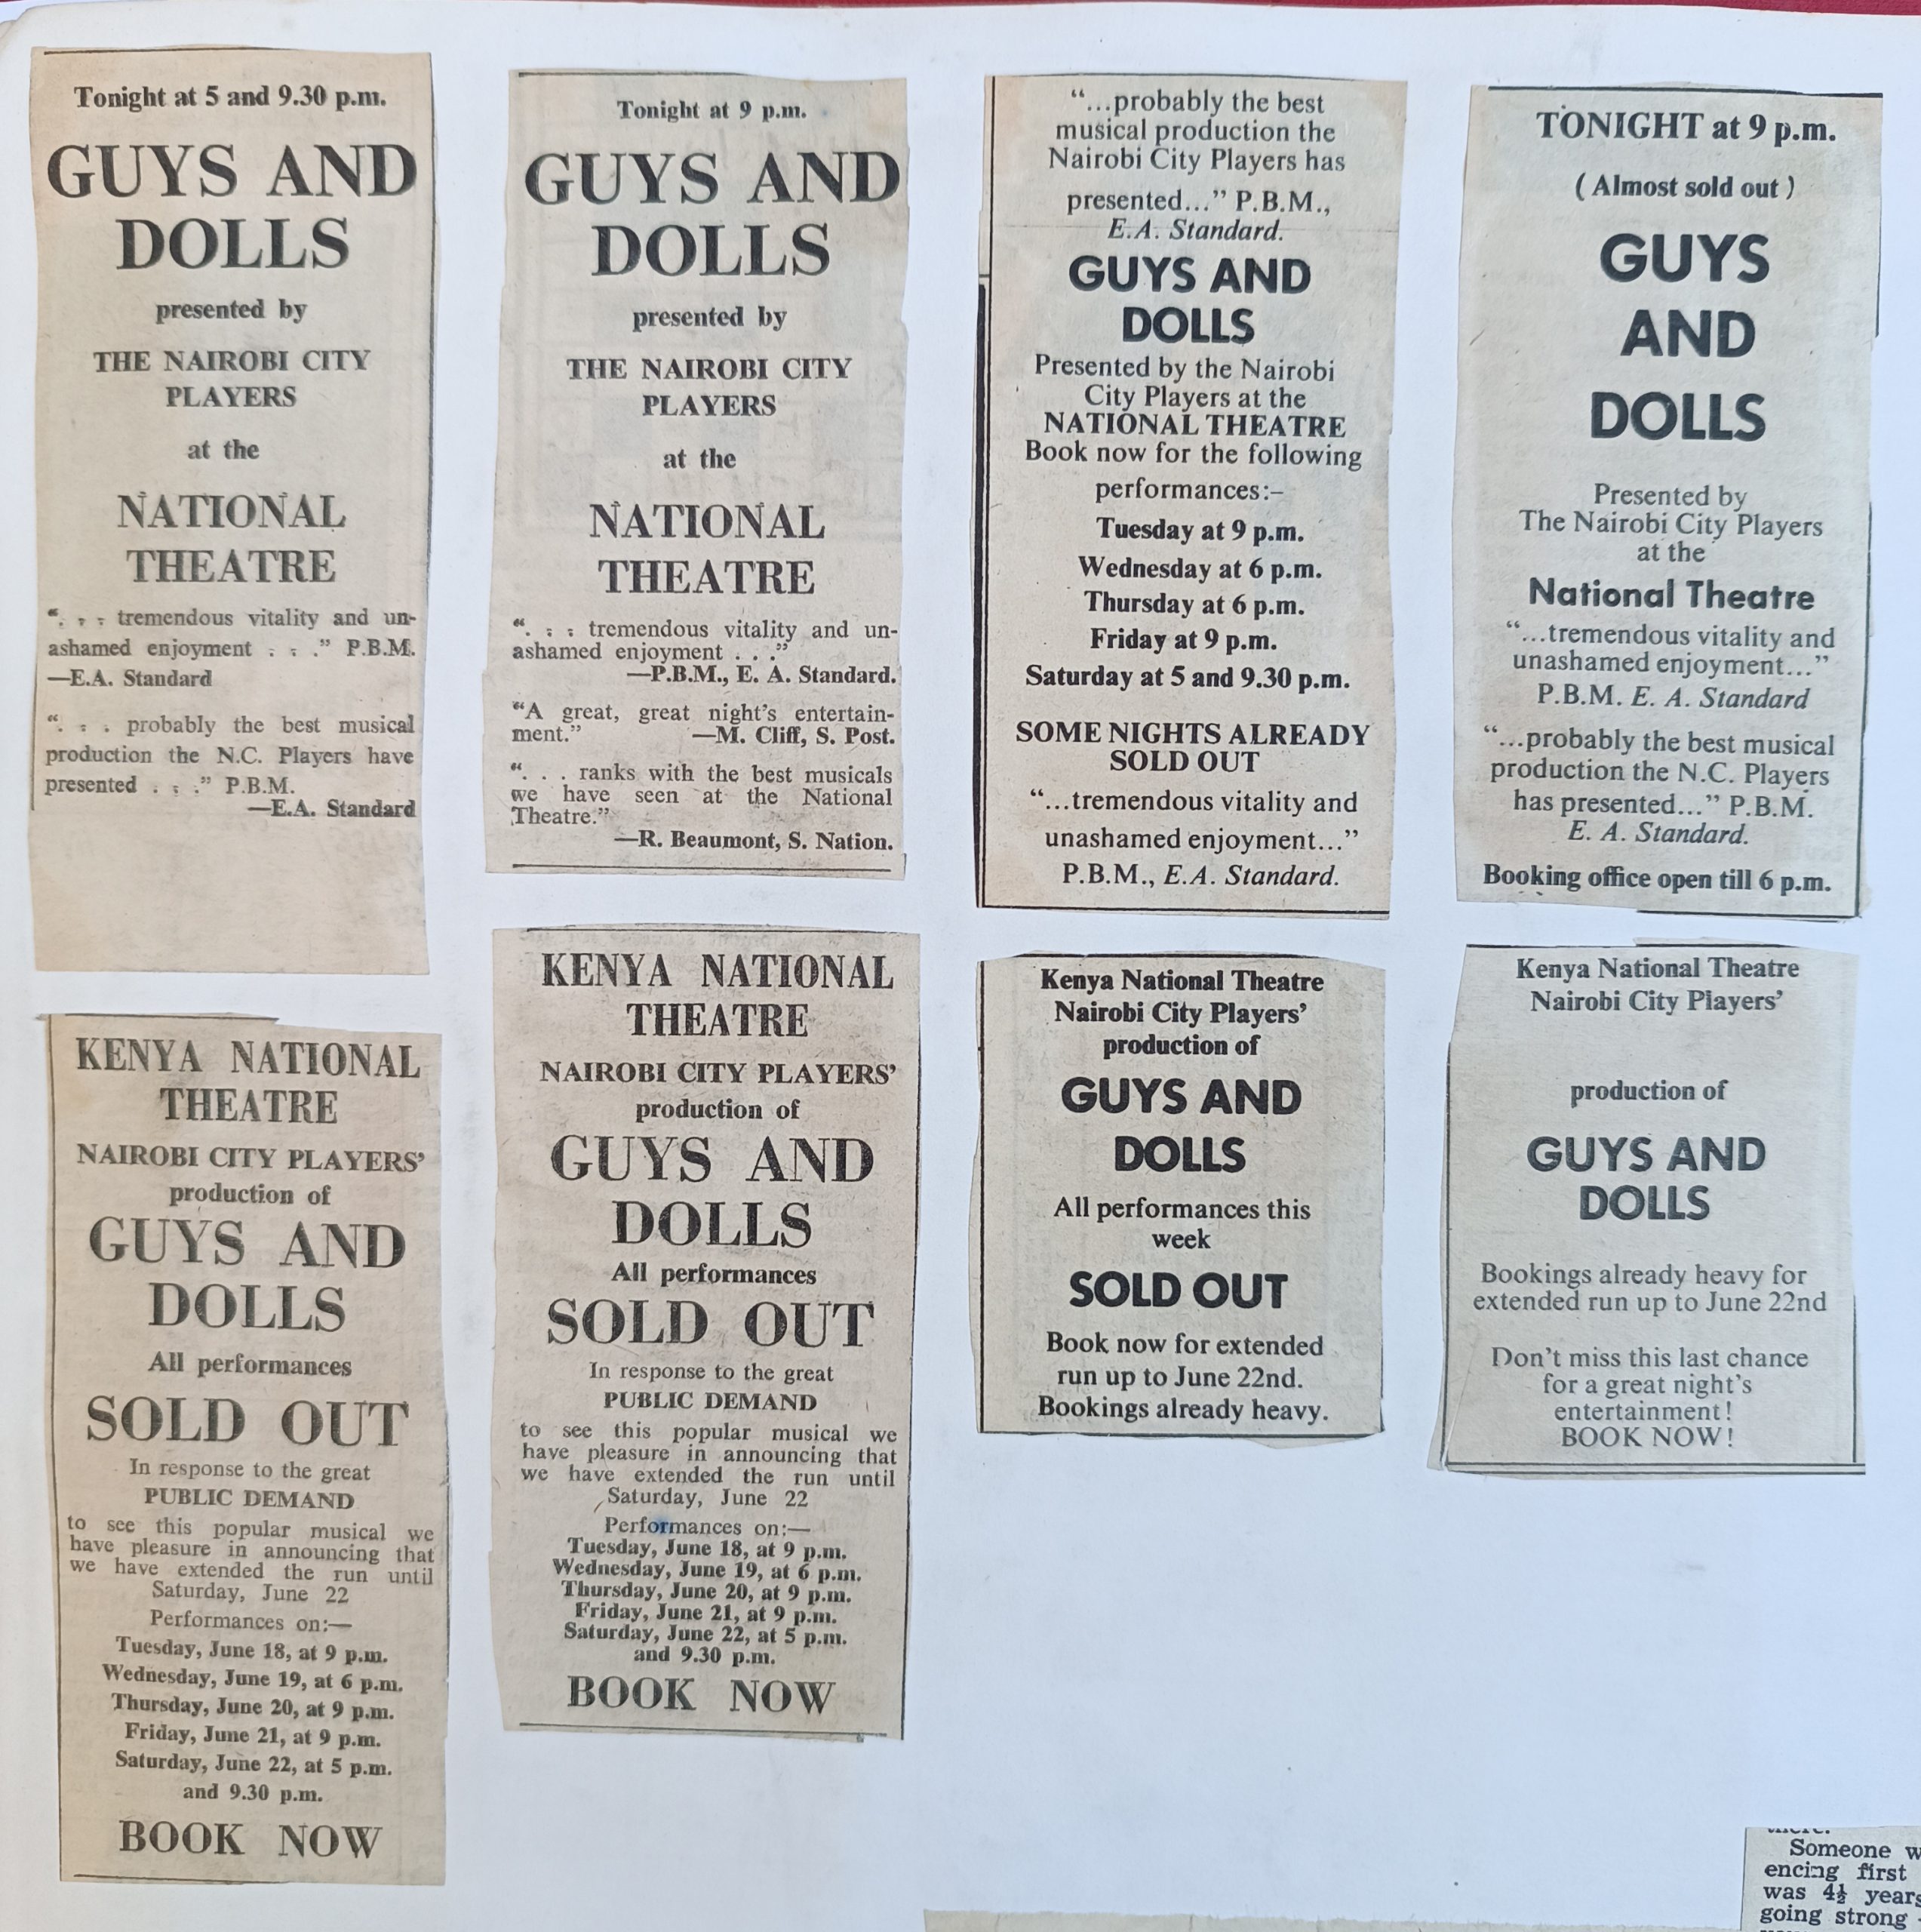 Tonight at 5 and 9.30 p.m.
GUYS AND
DOLLS
presented by
THE NAIROBI CITY
PLAYERS
at the
NATIONAL
THEATRE
“. . . tremendous vitality and un-
ashamed enjoyment . . .” P.B.M.
—E.A. Standard
“. . . probably the best musical
production the N.C. Players have
presented . . .” P.B.M.
—E.A. Standard
Tonight at 9 p.m.
GUYS AND
DOLLS
presented by
THE NAIROBI CITY
PLAYERS
at the
NATIONAL
THEATRE
“. . . tremendous vitality and un-
ashamed enjoyment . . .”
—P.B.M., E. A. Standard.
“A great, great night's entertain-
ment.” —M. Cliff, S. Post.
“. . . ranks with the best musicals
we have seen at the National
Theatre.”
—R. Beaumont, S. Nation.
“...probably the best
musical production the
Nairobi City Players has
presented...” P.B.M.,
E.A. Standard.
GUYS AND
DOLLS
Presented by the Nairobi
City Players at the
NATIONAL THEATRE
Book now for the following
performances:–
Tuesday at 9 p.m.
Wednesday at 6 p.m.
Thursday at 6 p.m.
Friday at 9 p.m.
Saturday at 5 and 9.30 p.m.
SOME NIGHTS ALREADY
SOLD OUT
“...tremendous vitality and
unashamed enjoyment...”
P.B.M., E.A. Standard.
TONIGHT at 9 p.m.
( Almost sold out )
GUYS
AND
DOLLS
Presented by
The Nairobi City Players
at the
National Theatre
“...tremendous vitality and
unashamed enjoyment...”
P.B.M. E. A. Standard
“...probably the best musical
production the N.C. Players
has presented...” P.B.M.
E. A. Standard.
Booking office open till 6 p.m.
KENYA NATIONAL
THEATRE
NAIROBI CITY PLAYERS’
production of
GUYS AND
DOLLS
All performances
SOLD OUT
In response to the great
PUBLIC DEMAND
to see this popular musical we
have pleasure in announcing that
we have extended the run until
Saturday, June 22
Performances on:—
Tuesday, June 18, at 9 p.m.
Wednesday, June 19, at 6 p.m.
Thursday, June 20, at 9 p.m.
Friday, June 21, at 9 p.m.
Saturday, June 22, at 5 p.m.
and 9.30 p.m.
BOOK NOW
KENYA NATIONAL
THEATRE
NAIROBI CITY PLAYERS’
production of
GUYS AND
DOLLS
All performances
SOLD OUT
In response to the great
PUBLIC DEMAND
to see this popular musical we
have pleasure in announcing that
we have extended the run until
Saturday, June 22
Performances on:—
Tuesday, June 18, at 9 p.m.
Wednesday, June 19, at 6 p.m.
Thursday, June 20, at 9 p.m.
Friday, June 21, at 9 p.m.
Saturday, June 22, at 5 p.m.
and 9.30 p.m.
BOOK NOW
Kenya National Theatre
Nairobi City Players’
production of
GUYS AND
DOLLS
All performances this
week
SOLD OUT
Book now for extended
run up to June 22nd.
Bookings already heavy.
Kenya National Theatre
Nairobi City Players’
production of
GUYS AND
DOLLS
Bookings already heavy for
extended run up to June 22nd
Don't miss this last chance
for a great night's
entertainment!
BOOK NOW!
Someone
encing first
was 4½ years
going strong